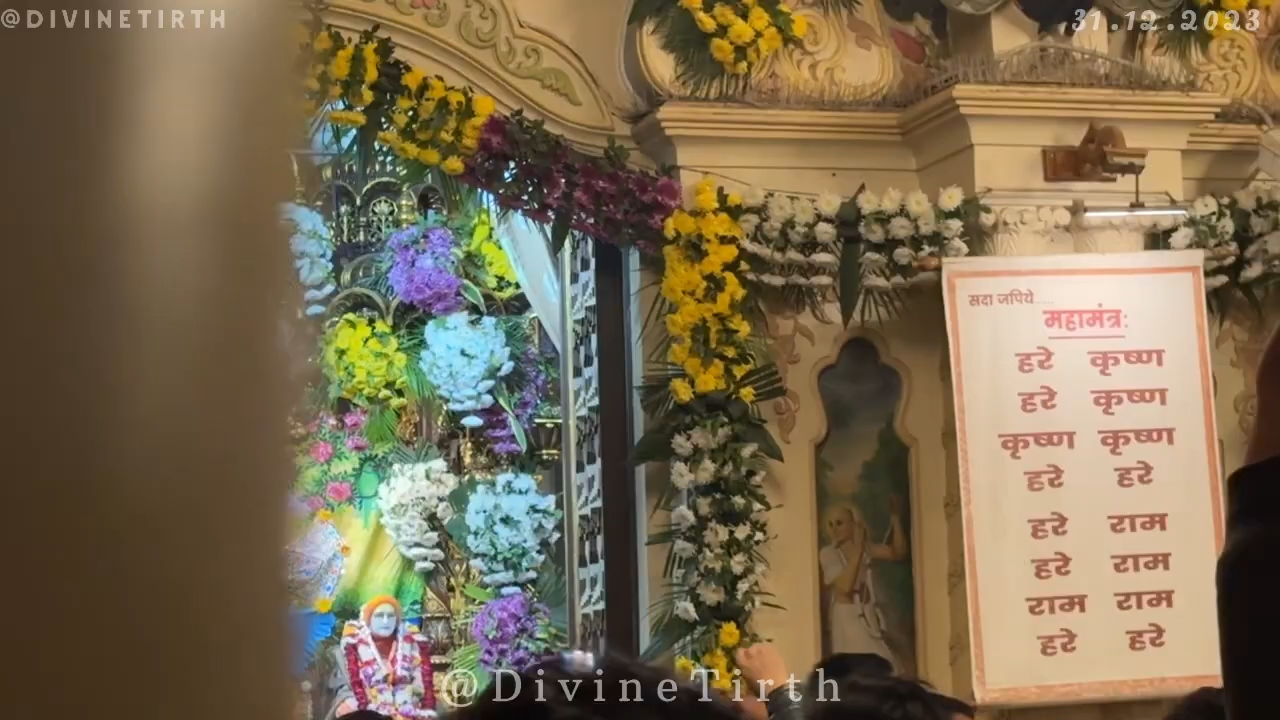 @DIVINETIRTH
31.12.2023
सदा जपिये.....
महामंत्र:
हरे कृष्ण
हरे कृष्ण
कृष्ण कृष्ण
हरे हरे
हरे राम
हरे राम
राम राम
हरे हरे
@DivineTirth